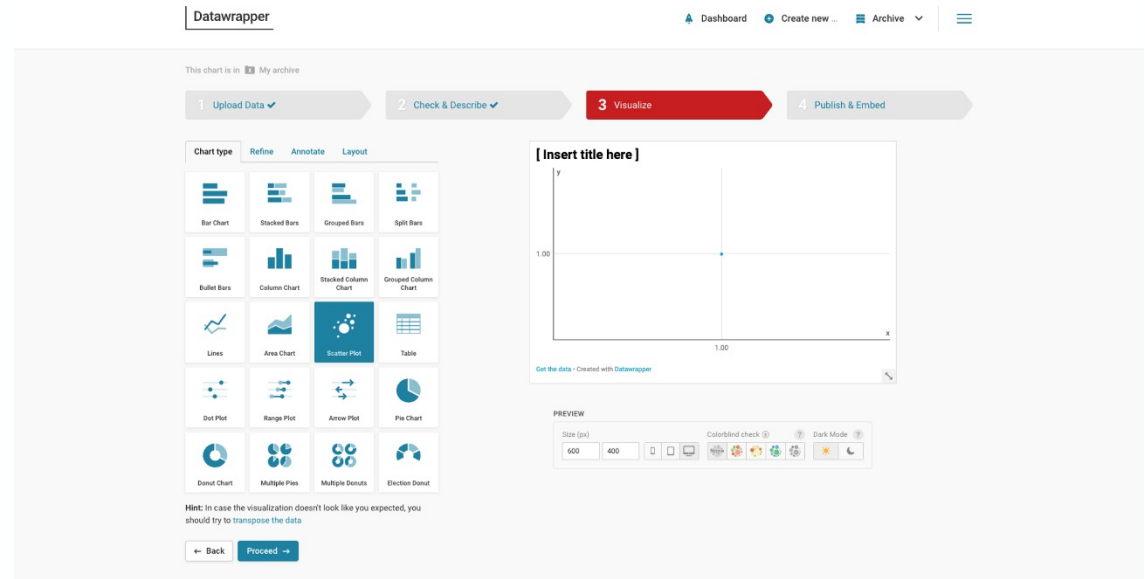 Datawrapper
Dashboard Create new ... Archive
This chart is in My archive
1 Upload Data 2 Check & Describe 3 Visualize 4 Publish & Embed
Chart type Refine Annotate Layout
Bar Chart Stacked Bars Grouped Bars Split Bars
Bullet Bars Column Chart Stacked Column Chart Grouped Column Chart
Lines Area Chart Scatter Plot Table
Dot Plot Range Plot Arrow Plot Pie Chart
Donut Chart Multiple Pies Multiple Donuts Election Donut
Hint: In case the visualization doesn't look like you expected, you
should try to transpose the data
← Back Proceed →
[ Insert title here ]
y
1.00
x
1.00
Get the data • Created with Datawrapper
PREVIEW
Size (px) Colorblind check ? Dark Mode ?
600 400